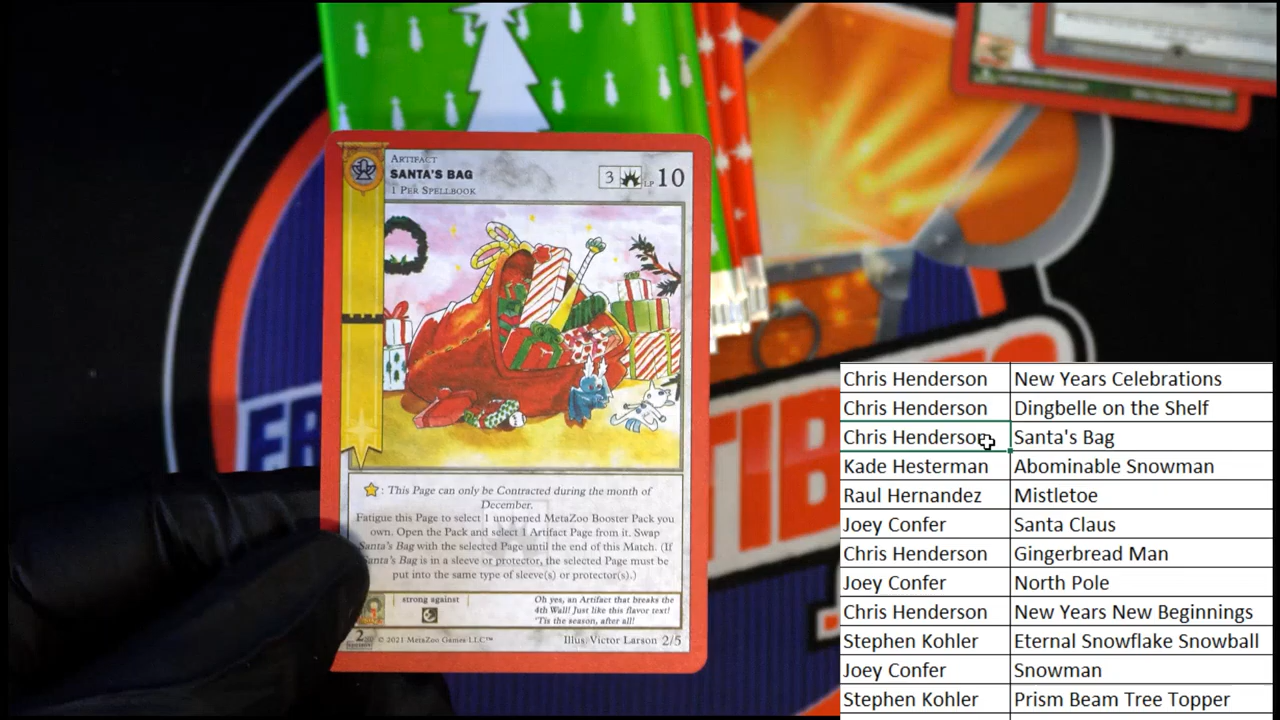 ARTIFACT
SANTA'S BAG
1 PER SPELLBOOK
3 LP 10
: This Page can only be Contracted during the month of
December.
Fatigue this Page to select 1 unopened MetaZoo Booster Pack you
own. Open the Pack and select 1 Artifact Page from it. Swap
Santa's Bag with the selected Page until the end of this Match. (If
Santa's Bag is in a sleeve or protector, the selected Page must be
put into the same type of sleeve(s) or protector(s).)
strong against
Oh yes, an Artifact that breaks the
4th Wall! Just like this flavor text!
'Tis the season, after all!
© 2021 MetaZoo Games LLC™
Illus. Victor Larson 2/5
Chris Henderson New Years Celebrations
Chris Henderson Dingbelle on the Shelf
Chris Henderson Santa's Bag
Kade Hesterman Abominable Snowman
Raul Hernandez Mistletoe
Joey Confer Santa Claus
Chris Henderson Gingerbread Man
Joey Confer North Pole
Chris Henderson New Years New Beginnings
Stephen Kohler Eternal Snowflake Snowball
Joey Confer Snowman
Stephen Kohler Prism Beam Tree Topper